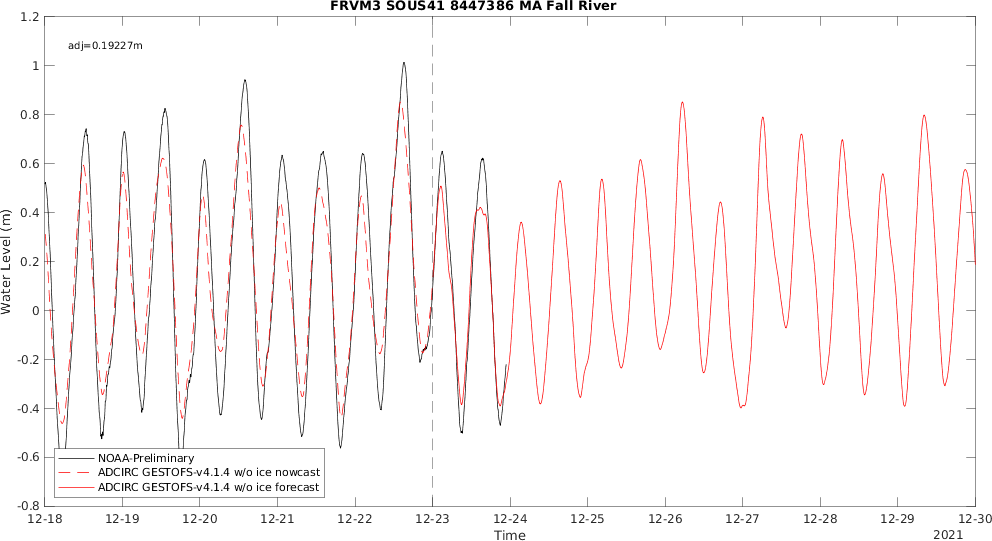 FRVM3 SOUS41 8447386 MA Fall River
adj=0.19227m
Water Level (m)
1.2
1
0.8
0.6
0.4
0.2
0
-0.2
-0.4
-0.6
-0.8
NOAA-Preliminary
ADCIRC GESTOFS-v4.1.4 w/o ice nowcast
ADCIRC GESTOFS-v4.1.4 w/o ice forecast
12-18 12-19 12-20 12-21 12-22 12-23 12-24 12-25 12-26 12-27 12-28 12-29 12-30
Time
2021